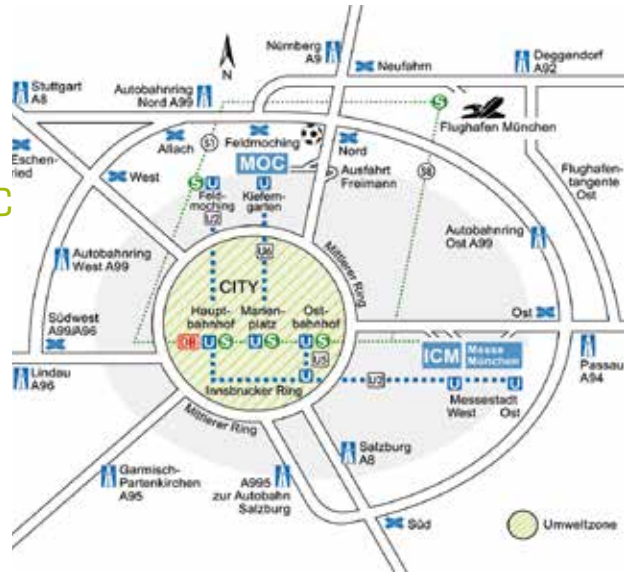 Nürnberg
A9
Neufahrn
Deggendorf
A92
N
Stuttgart
A8
Autobahnring
Nord A99
S
Flughafen München
Eschen-
ried
Allach
S1
Feldmoching
MOC
Nord
S8
Ausfahrt
Freimann
Flughafen-
tangente
Ost
West
S U
Feld-
moching
U
Kiefern-
garten
U2
U6
Autobahnring
Ost A99
Mittlerer Ring
Autobahnring
West A99
CITY
Südwest
A99/A96
Haupt-
bahnhof
Marien-
platz
Ost-
bahnhof
Ost
DB U S
U S
U S
U5
U
ICM
Messe
München
Passau
A94
Lindau
A96
Innsbrucker Ring
U2
U
U
Messestadt
West
Ost
Mittlerer Ring
Garmisch-
Partenkirchen
A95
A995
zur Autobahn
Salzburg
Salzburg
A8
Süd
Umweltzone